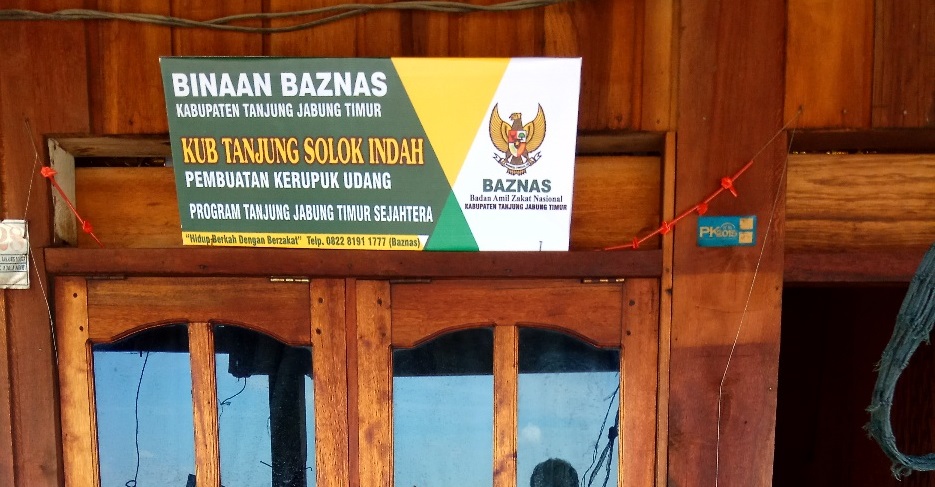 BINAAN BAZNAS
KABUPATEN TANJUNG JABUNG TIMUR
KUB TANJUNG SOLOK INDAH
PEMBUATAN KERUPUK UDANG
PROGRAM TANJUNG JABUNG TIMUR SEJAHTERA
"Hidup Berkah Dengan Berzakat" Telp. 0822 8191 1777 (Baznas)
BAZNAS
Badan Amil Zakat Nasional
KABUPATEN TANJUNG JABUNG TIMUR